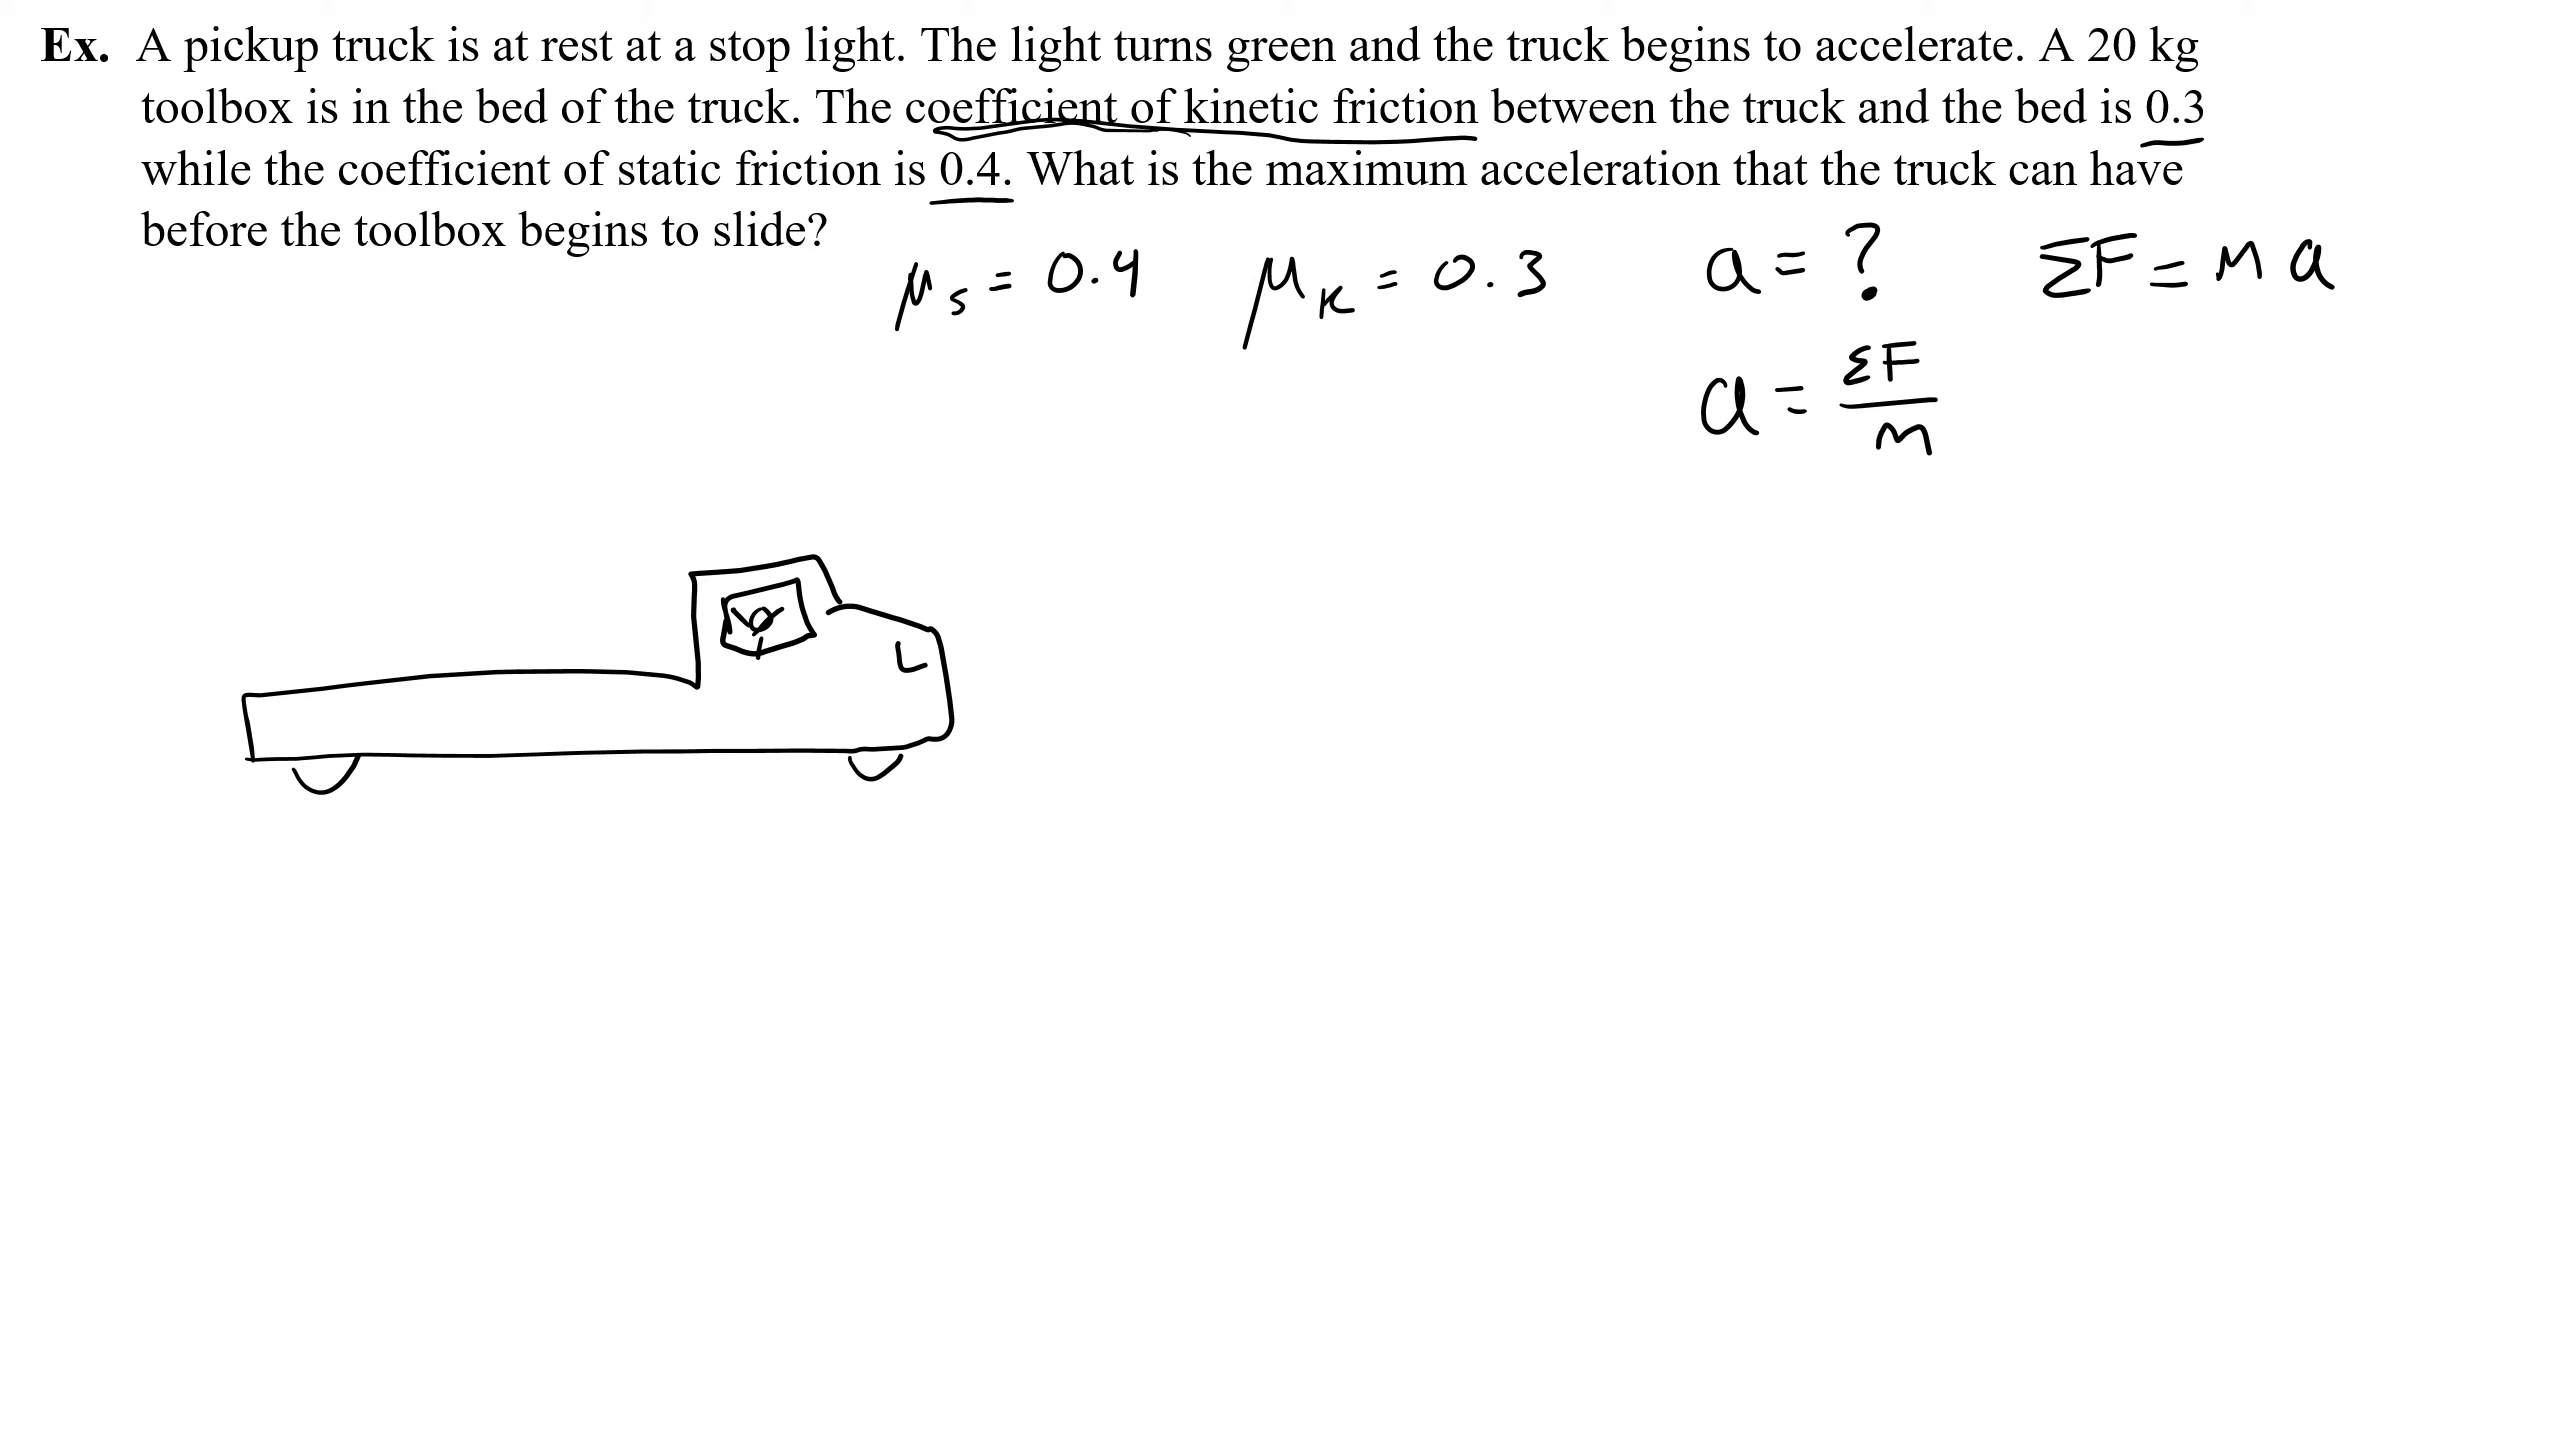 Ex. A pickup truck is at rest at a stop light. The light turns green and the truck begins to accelerate. A 20 kg
toolbox is in the bed of the truck. The coefficient of kinetic friction between the truck and the bed is 0.3
while the coefficient of static friction is 0.4. What is the maximum acceleration that the truck can have
before the toolbox begins to slide?
μs = 0.4 μK = 0.3 a = ? ΣF = m a
a = ΣF/m